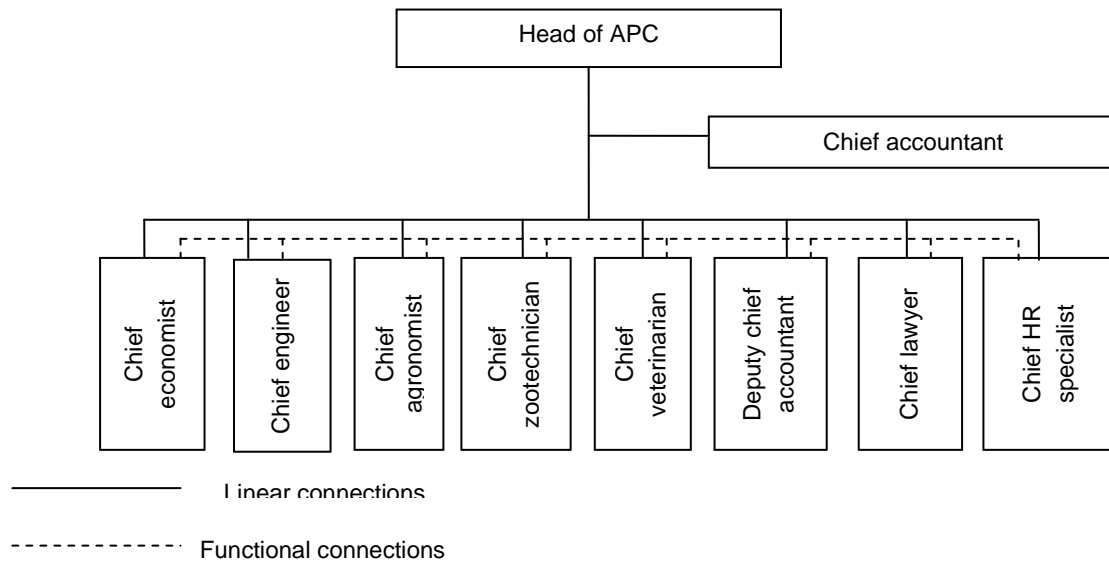 Head of APC
Chief accountant
Chief
economist
Chief engineer
Chief
agronomist
Chief
zootechnician
Chief
veterinarian
Deputy chief
accountant
Chief lawyer
Chief HR
specialist
Linear connections
Functional connections